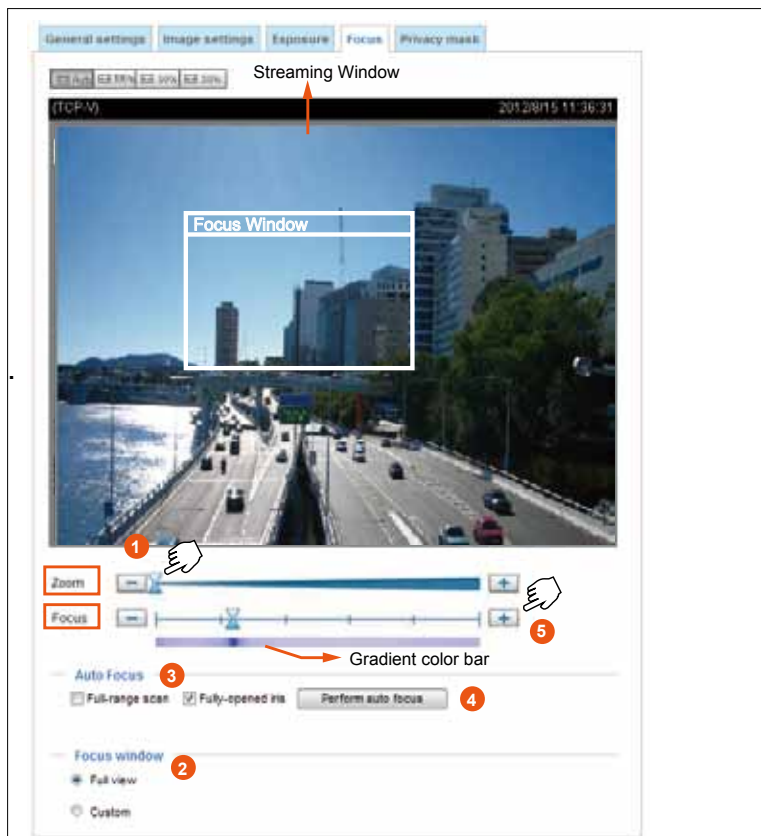 General settings Image settings Exposure Focus Privacy mask
Streaming Window
(TCP-V) 2012/8/15 11:36:31
Focus Window
1
Zoom
Focus
5
Gradient color bar
Auto Focus 3
Full-range scan Fully-opened iris Perform auto focus 4
Focus window 2
Full view
Custom